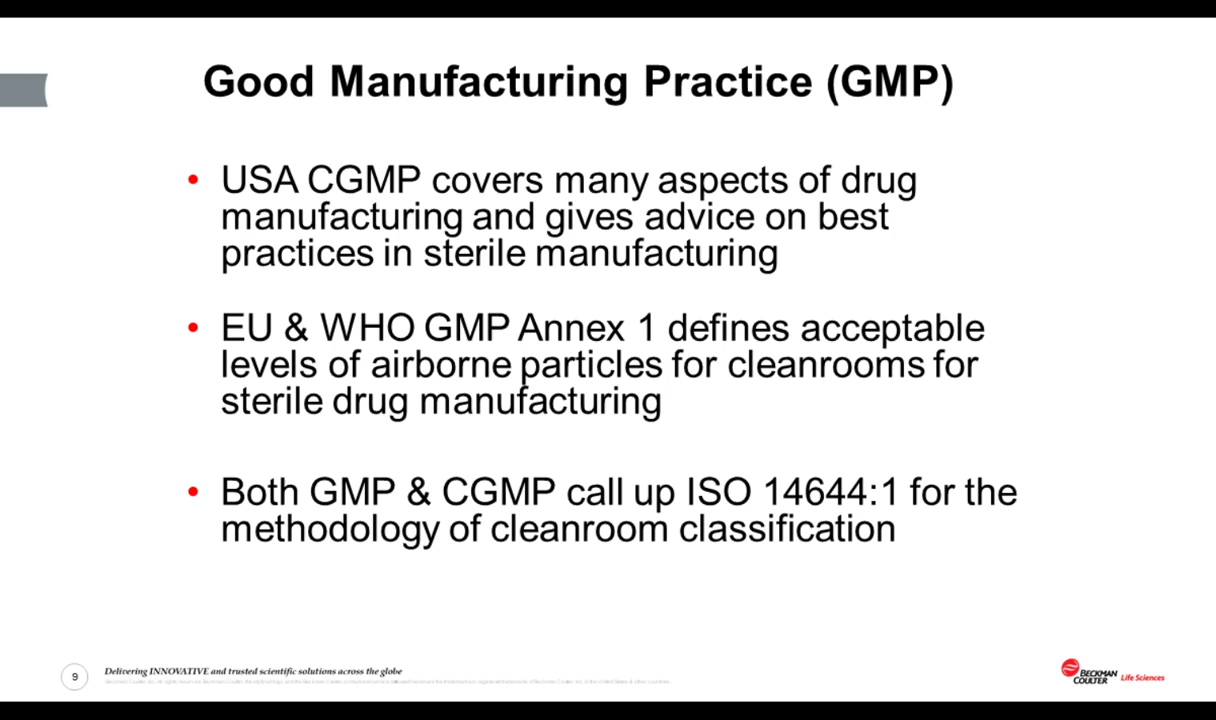 Good Manufacturing Practice (GMP)
• USA CGMP covers many aspects of drug
manufacturing and gives advice on best
practices in sterile manufacturing
• EU & WHO GMP Annex 1 defines acceptable
levels of airborne particles for cleanrooms for
sterile drug manufacturing
• Both GMP & CGMP call up ISO 14644:1 for the
methodology of cleanroom classification
9
Delivering INNOVATIVE and trusted scientific solutions across the globe
BECKMAN
COULTER
Life Sciences